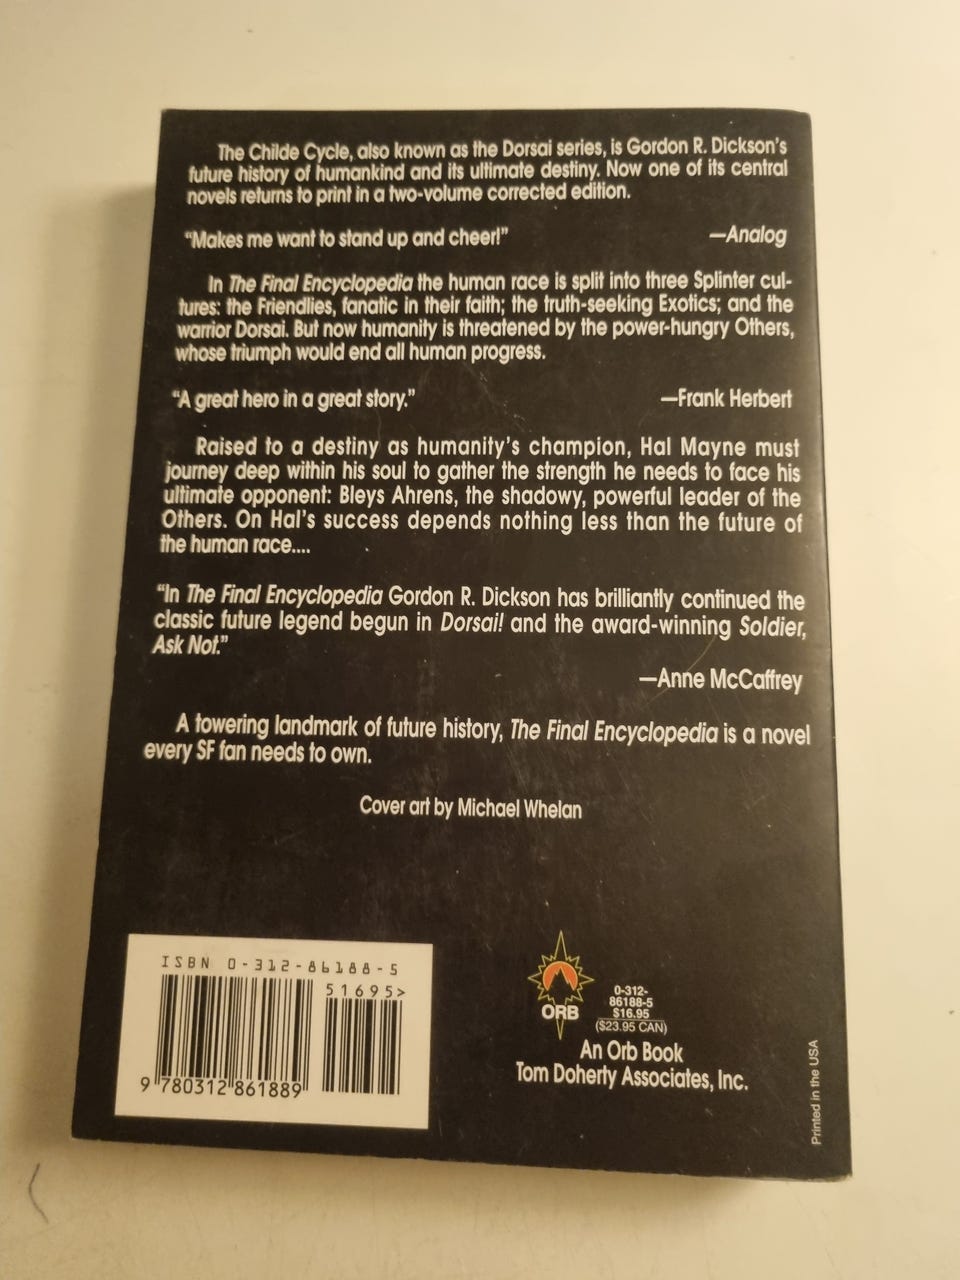 The Childe Cycle, also known as the Dorsai series, is Gordon R. Dickson's
future history of humankind and its ultimate destiny. Now one of its central
novels returns to print in a two-volume corrected edition.
"Makes me want to stand up and cheer!" —Analog
In The Final Encyclopedia the human race is split into three Splinter cul-
tures: the Friendlies, fanatic in their faith; the truth-seeking Exotics; and the
warrior Dorsai. But now humanity is threatened by the power-hungry Others,
whose triumph would end all human progress.
"A great hero in a great story." —Frank Herbert
Raised to a destiny as humanity's champion, Hal Mayne must
journey deep within his soul to gather the strength he needs to face his
ultimate opponent: Bleys Ahrens, the shadowy, powerful leader of the
Others. On Hal's success depends nothing less than the future of
the human race....
"In The Final Encyclopedia Gordon R. Dickson has brilliantly continued the
classic future legend begun in Dorsai! and the award-winning Soldier,
Ask Not."
—Anne McCaffrey
A towering landmark of future history, The Final Encyclopedia is a novel
every SF fan needs to own.
Cover art by Michael Whelan
ISBN 0-312-86188-5
51695>
9 780312 861889
ORB
0-312-
86188-5
$16.95
($23.95 CAN)
An Orb Book
Tom Doherty Associates, Inc.
Printed in the USA